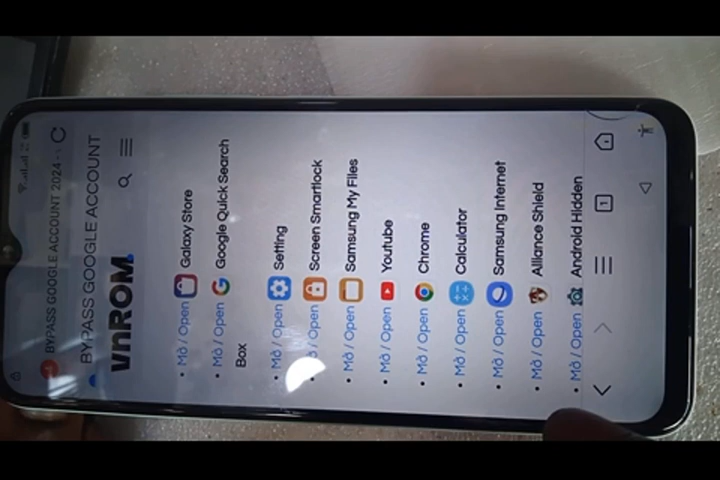 BYPASS GOOGLE ACCOUNT 2024 -
BYPASS GOOGLE ACCOUNT
VnROM
• Mở / Open Galaxy Store
• Mở / Open Google Quick Search
Box
• Mở / Open Setting
• Mở / Open Screen Smartlock
• Mở / Open Samsung My Files
• Mở / Open Youtube
• Mở / Open Chrome
• Mở / Open Calculator
• Mở / Open Samsung Internet
• Mở / Open Alliance Shield
• Mở / Open Android Hidden
1